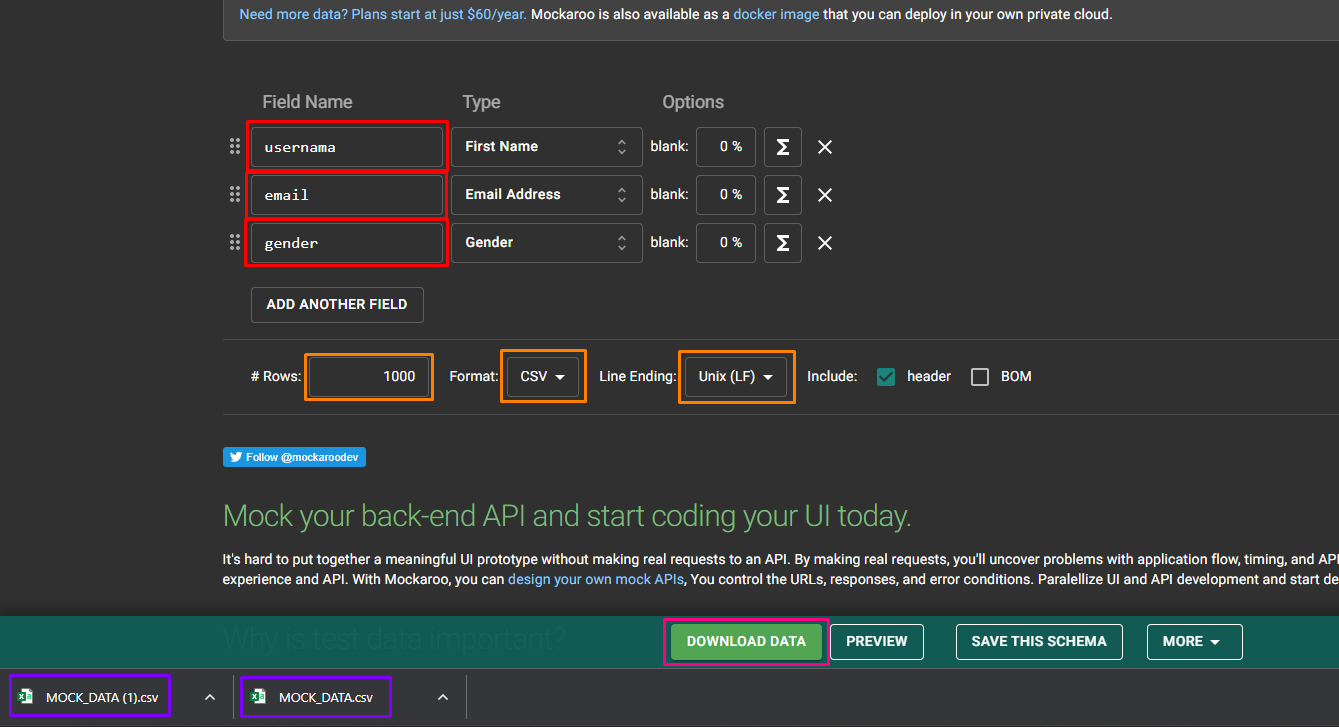 Need more data? Plans start at just $60/year. Mockaroo is also available as a docker image that you can deploy in your own private cloud.
Field Name Type Options
usernama First Name blank: 0 % Σ
email Email Address blank: 0 % Σ
gender Gender blank: 0 % Σ
ADD ANOTHER FIELD
# Rows: 1000 Format: CSV Line Ending: Unix (LF) Include: header BOM
Follow @mockaroodev
Mock your back-end API and start coding your UI today.
It's hard to put together a meaningful UI prototype without making real requests to an API. By making real requests, you'll uncover problems with application flow, timing, and API
experience and API. With Mockaroo, you can design your own mock APIs, You control the URLs, responses, and error conditions. Paralellize UI and API development and start de
Why is test data important?
DOWNLOAD DATA PREVIEW SAVE THIS SCHEMA MORE
MOCK_DATA (1).csv MOCK_DATA.csv